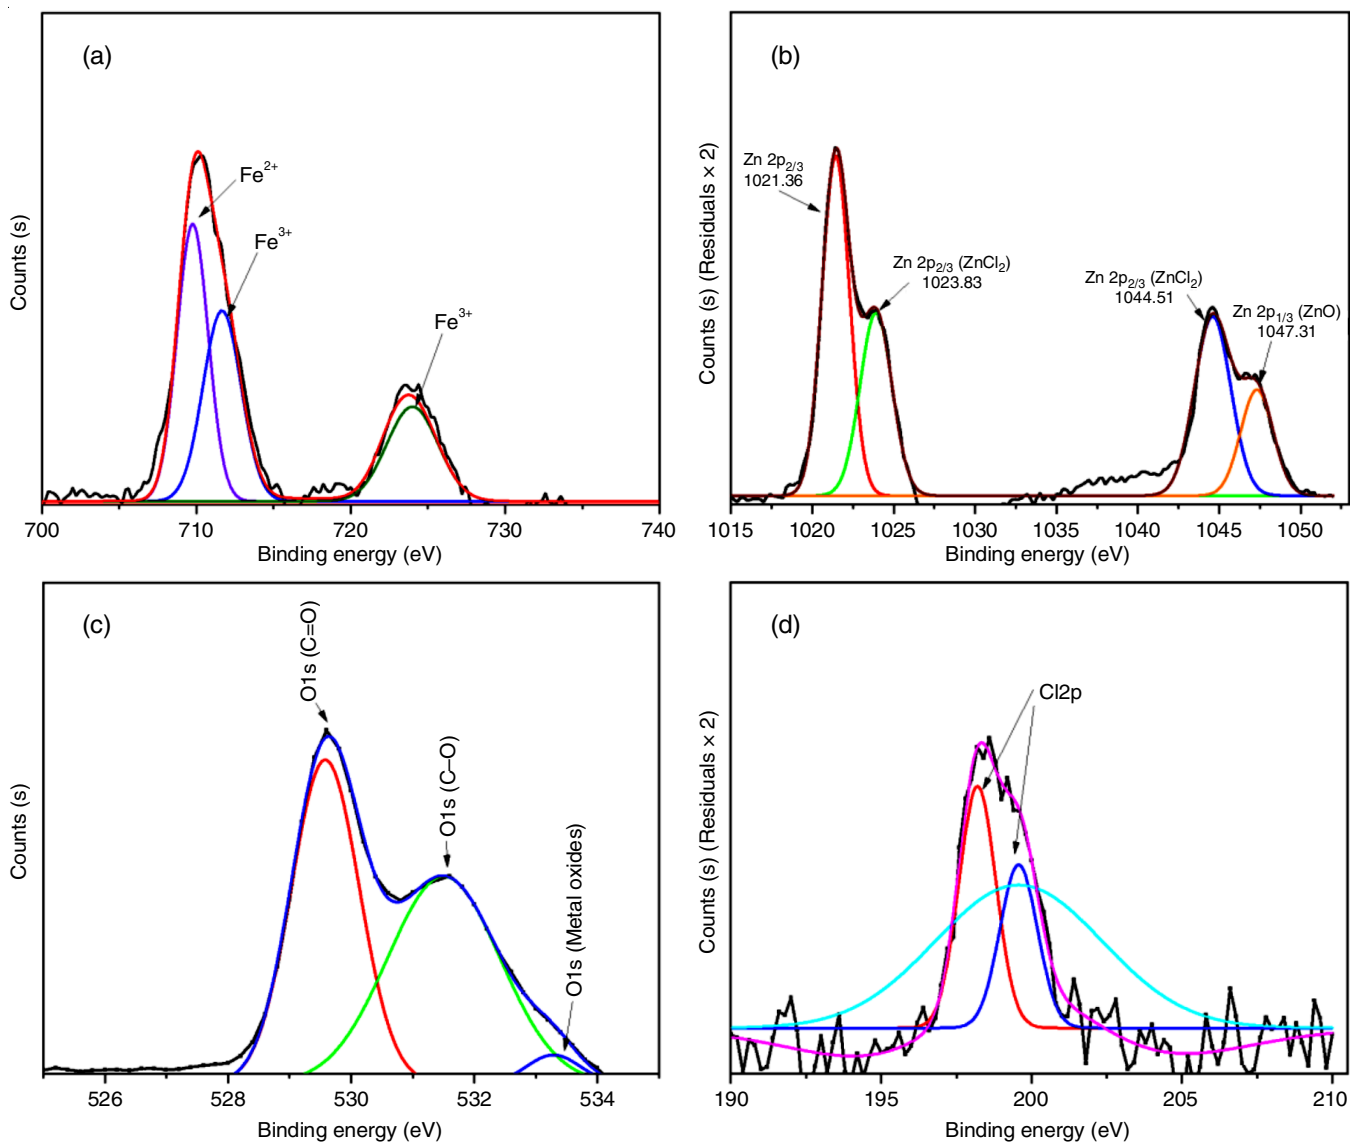 (a)
Fe2+
Fe3+
Fe3+
Counts (s)
700 710 720 730 740
Binding energy (eV)
(b)
Zn 2p2/3
1021.36
Zn 2p2/3 (ZnCl2)
1023.83
Zn 2p2/3 (ZnCl2)
1044.51
Zn 2p1/3 (ZnO)
1047.31
Counts (s) (Residuals × 2)
1015 1020 1025 1030 1035 1040 1045 1050
Binding energy (eV)
(c)
O1s (C=O)
O1s (C–O)
O1s (Metal oxides)
Counts (s)
526 528 530 532 534
Binding energy (eV)
(d)
Cl2p
Counts (s) (Residuals × 2)
190 195 200 205 210
Binding energy (eV)